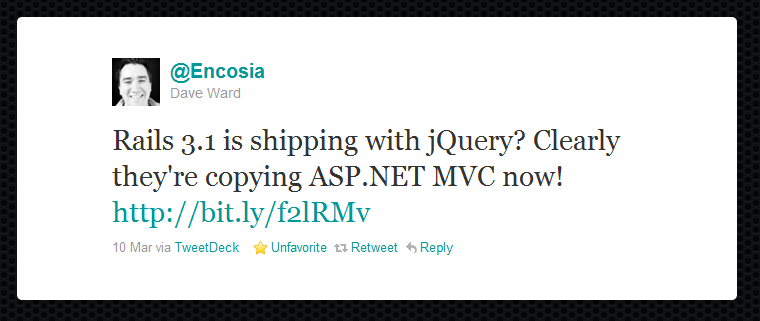 @Encosia
Dave Ward
Rails 3.1 is shipping with jQuery? Clearly
they're copying ASP.NET MVC now!
http://bit.ly/f2lRMv
10 Mar via TweetDeck Unfavorite Retweet Reply